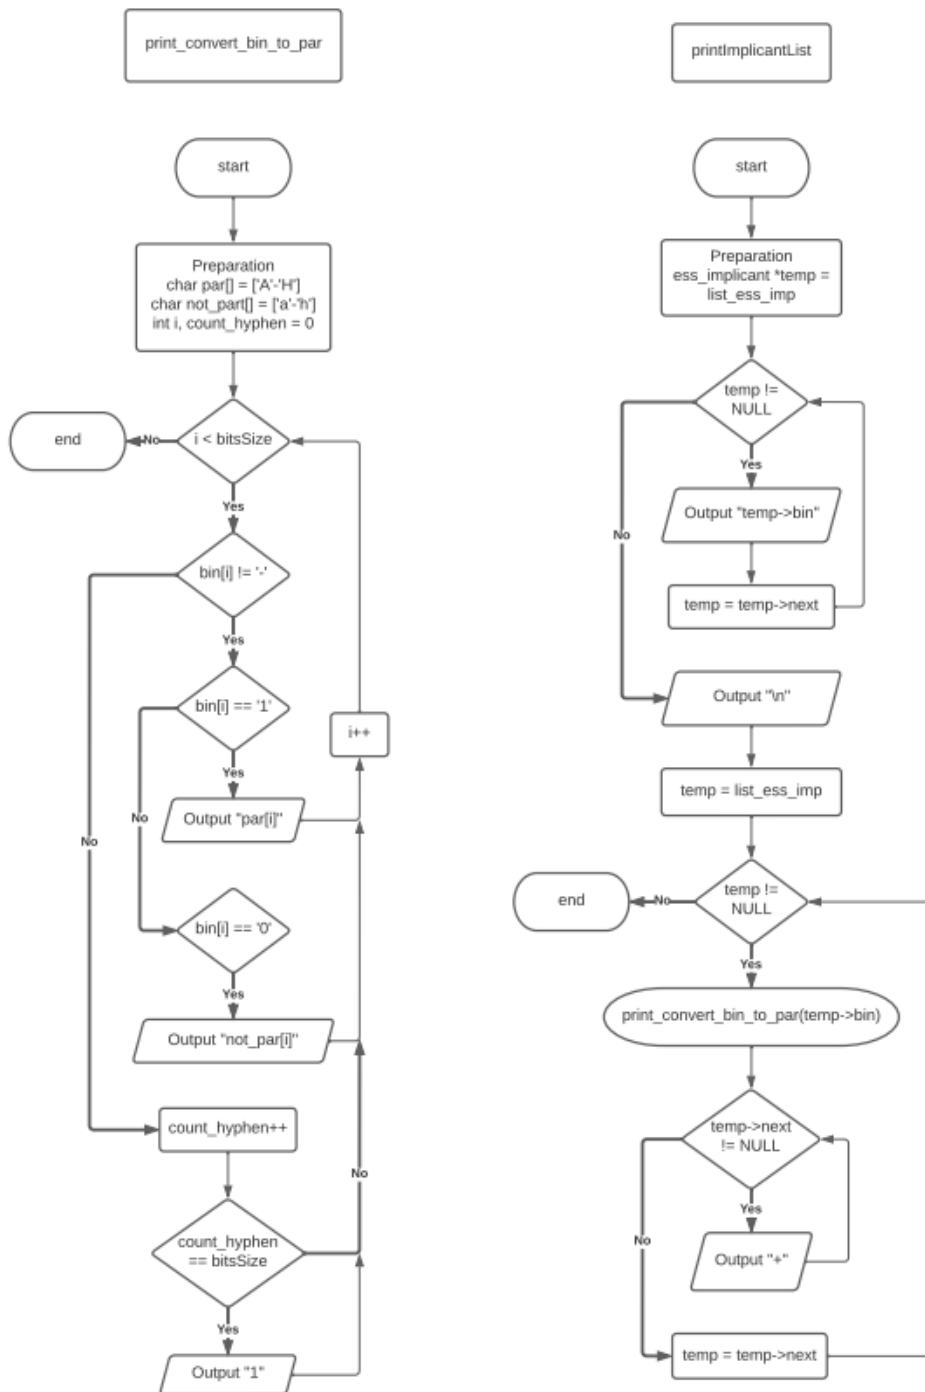 print_convert_bin_to_par
start
Preparation
char par[] = ['A'-'H']
char not_part[] = ['a'-'h']
int i, count_hyphen = 0
end
No
i < bitsSize
Yes
bin[i] != '-'
Yes
bin[i] == '1'
i++
Yes
No
Output "par[i]"
No
bin[i] == '0'
Yes
Output "not_par[i]"
count_hyphen++
No
count_hyphen
== bitsSize
Yes
Output "1"
printImplicantList
start
Preparation
ess_implicant *temp =
list_ess_imp
temp !=
NULL
Yes
Output "temp->bin"
No
temp = temp->next
Output "\n"
temp = list_ess_imp
temp !=
NULL
end
No
Yes
print_convert_bin_to_par(temp->bin)
temp->next
!= NULL
Yes
No
Output "+"
temp = temp->next